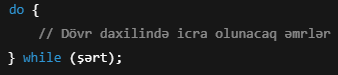 do {
// Dövr daxilində icra olunacaq əmrlər
} while (şərt);